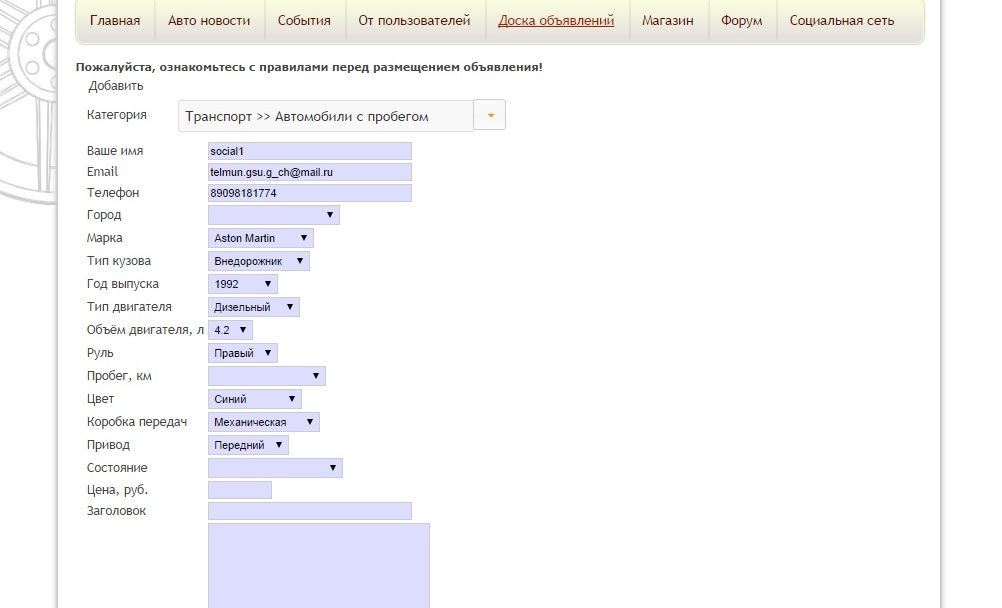 Главная Авто новости События От пользователей Доска объявлений Магазин Форум Социальная сеть
Пожалуйста, ознакомьтесь с правилами перед размещением объявления!
Добавить
Категория Транспорт >> Автомобили с пробегом
Ваше имя social1
Email telmun.gsu.g_ch@mail.ru
Телефон 89098181774
Город
Марка Aston Martin
Тип кузова Внедорожник
Год выпуска 1992
Тип двигателя Дизельный
Объём двигателя, л 4.2
Руль Правый
Пробег, км
Цвет Синий
Коробка передач Механическая
Привод Передний
Состояние
Цена, руб.
Заголовок